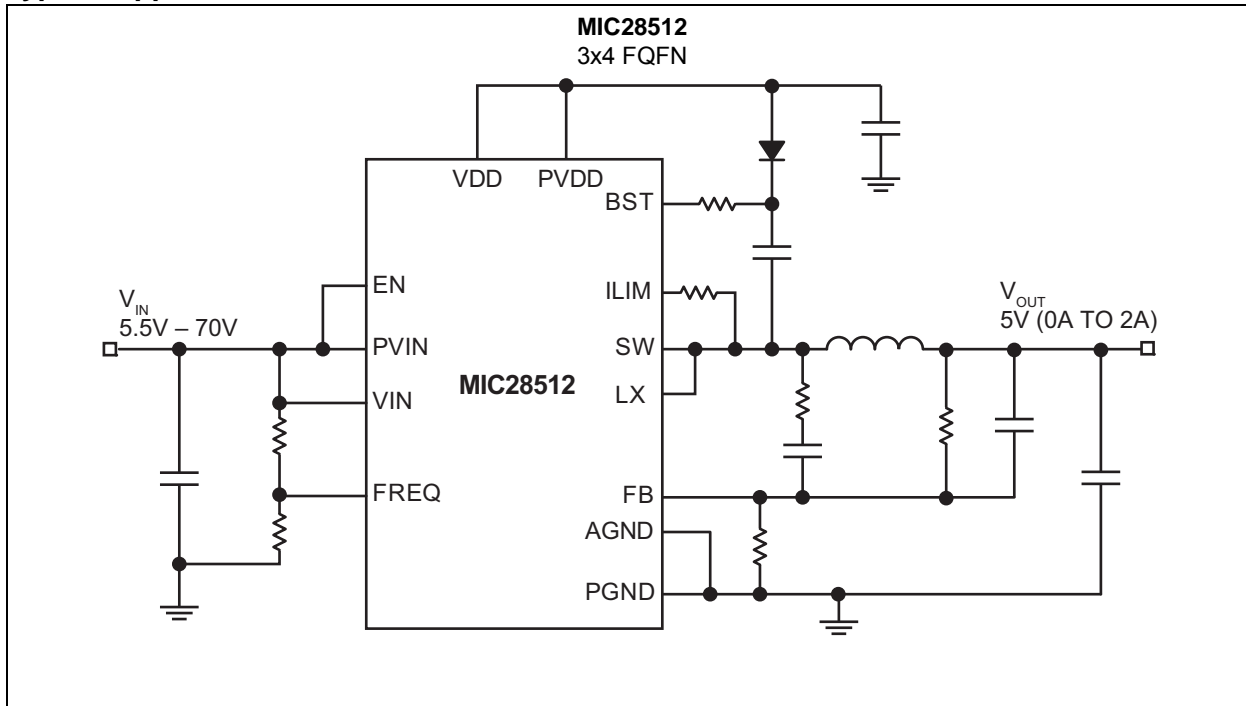 MIC28512
3x4 FQFN
VDD
PVDD
BST
EN
ILIM
VIN
5.5V – 70V
VOUT
5V (0A TO 2A)
PVIN
SW
MIC28512
VIN
LX
FREQ
FB
AGND
PGND